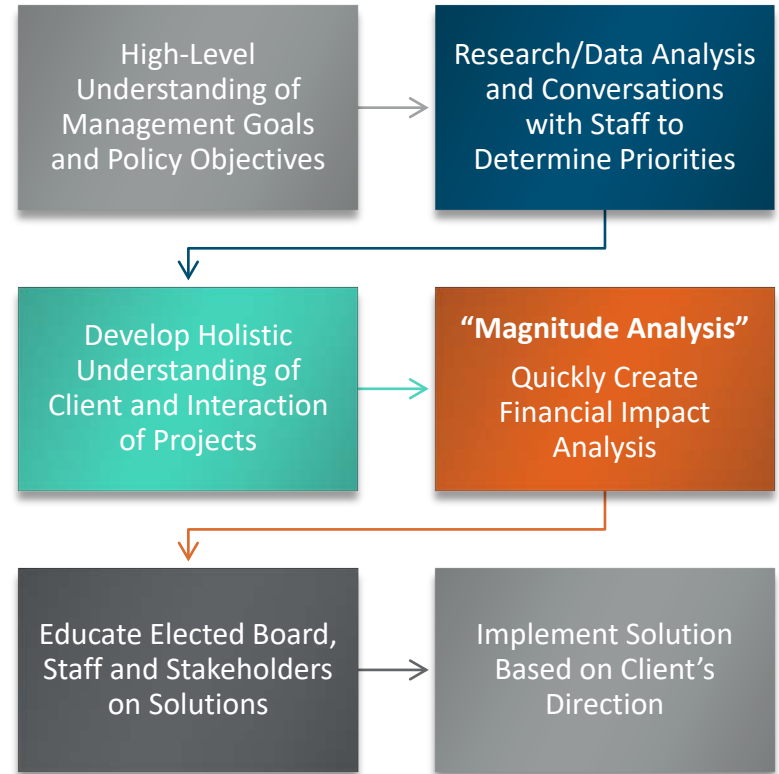 High-Level
Understanding of
Management Goals
and Policy Objectives
Research/Data Analysis
and Conversations
with Staff to
Determine Priorities
Develop Holistic
Understanding of
Client and Interaction
of Projects
“Magnitude Analysis”
Quickly Create
Financial Impact
Analysis
Educate Elected Board,
Staff and Stakeholders
on Solutions
Implement Solution
Based on Client’s
Direction